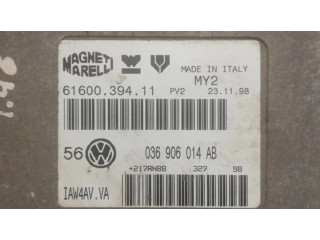 MAGNETI
MARELLI
MADE IN ITALY
MY2
61600.394.11 PV2 23.11.98
56 036 906 014 AB
+217RNBB 327 98
IAW4AV.VA